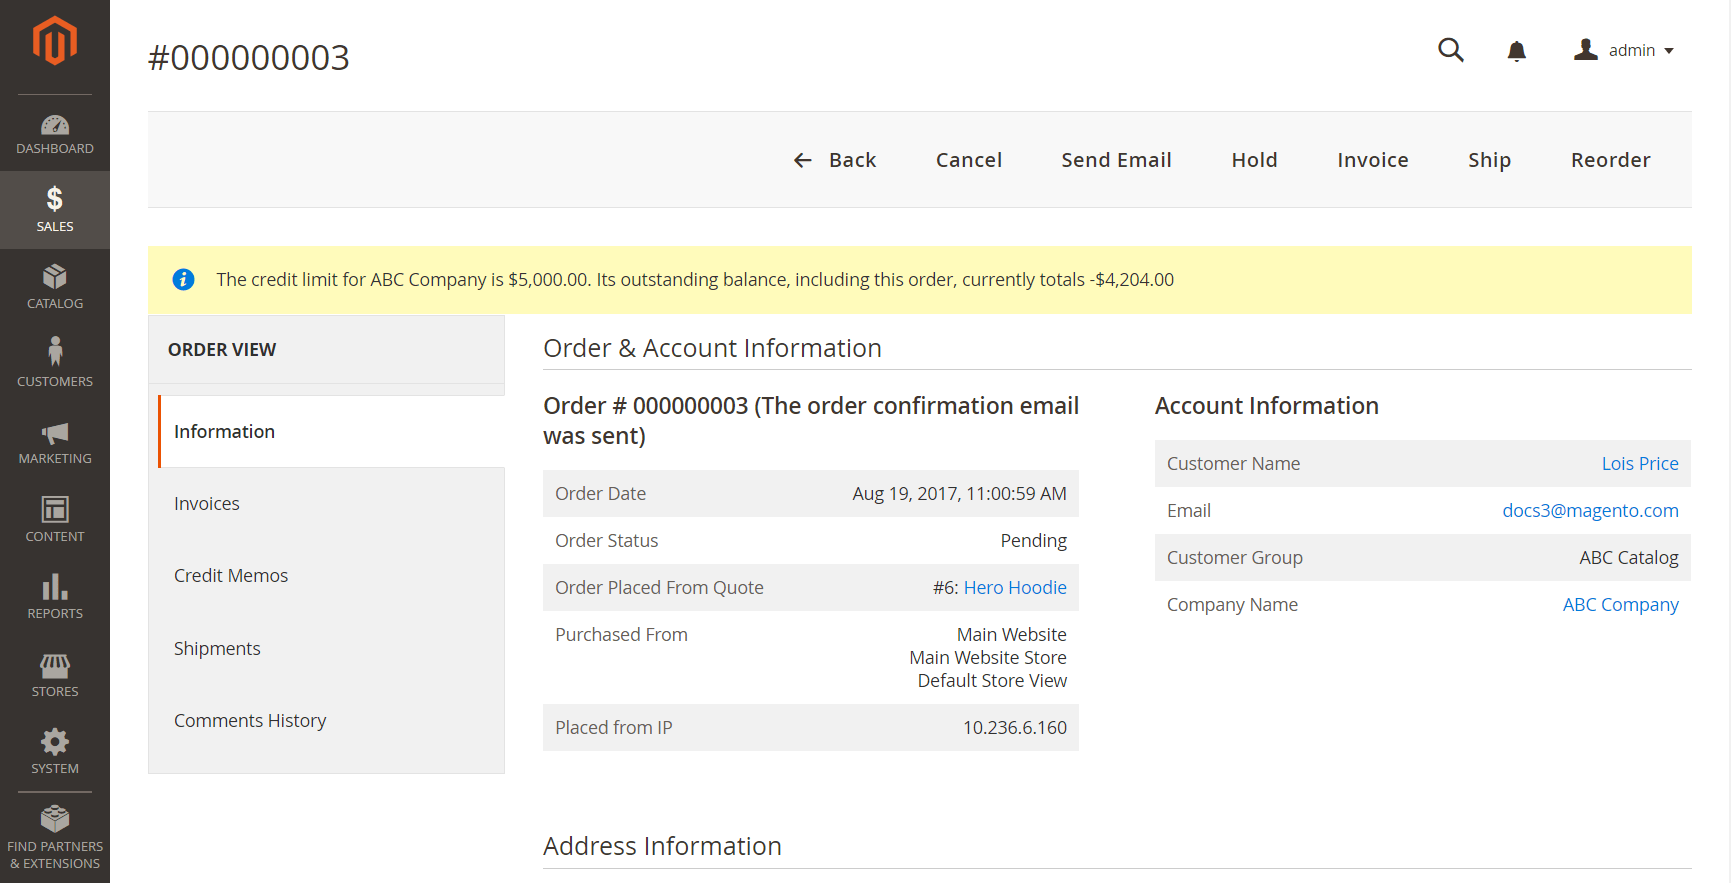 #000000003
admin
DASHBOARD
SALES
CATALOG
CUSTOMERS
MARKETING
CONTENT
REPORTS
STORES
SYSTEM
FIND PARTNERS
& EXTENSIONS
Back
Cancel
Send Email
Hold
Invoice
Ship
Reorder
The credit limit for ABC Company is $5,000.00. Its outstanding balance, including this order, currently totals -$4,204.00
ORDER VIEW
Information
Invoices
Credit Memos
Shipments
Comments History
Order & Account Information
Order # 000000003 (The order confirmation email
was sent)
Order Date Aug 19, 2017, 11:00:59 AM
Order Status Pending
Order Placed From Quote #6: Hero Hoodie
Purchased From Main Website
Main Website Store
Default Store View
Placed from IP 10.236.6.160
Account Information
Customer Name Lois Price
Email docs3@magento.com
Customer Group ABC Catalog
Company Name ABC Company
Address Information